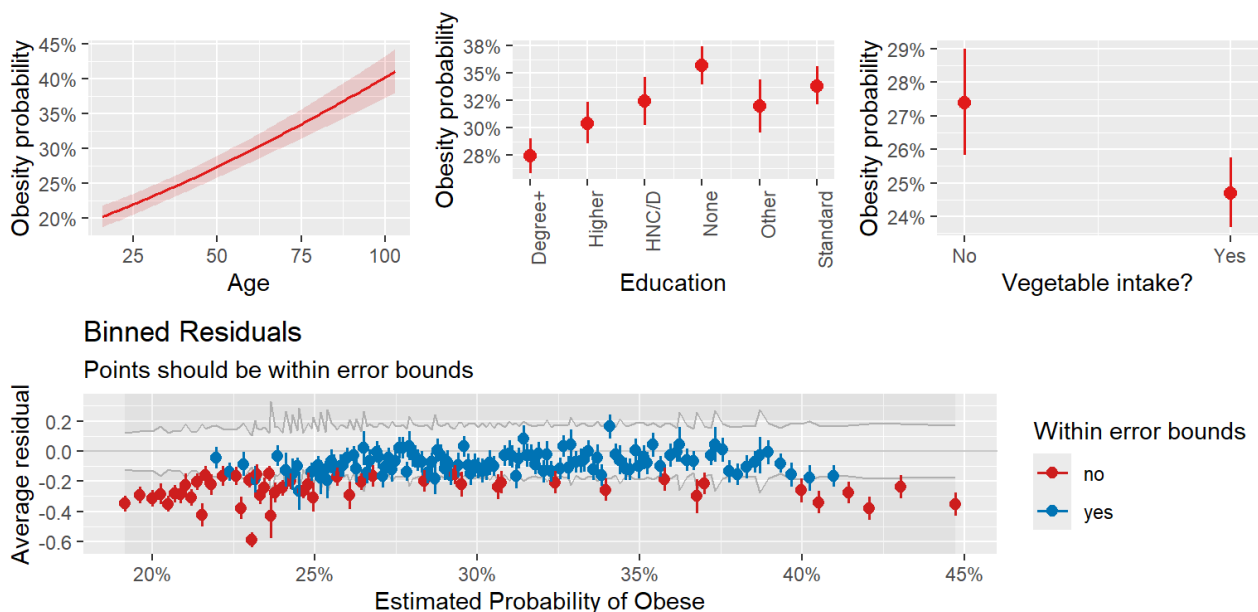 Obesity probability
45%
40%
35%
30%
25%
20%
25
50
75
100
Age
Obesity probability
38%
35%
32%
30%
28%
Degree+
Higher
HNC/D
None
Other
Standard
Education
Obesity probability
29%
28%
27%
26%
25%
24%
No
Yes
Vegetable intake?
Binned Residuals
Points should be within error bounds
Average residual
0.2
0.0
-0.2
-0.4
-0.6
20%
25%
30%
35%
40%
45%
Estimated Probability of Obese
Within error bounds
no
yes